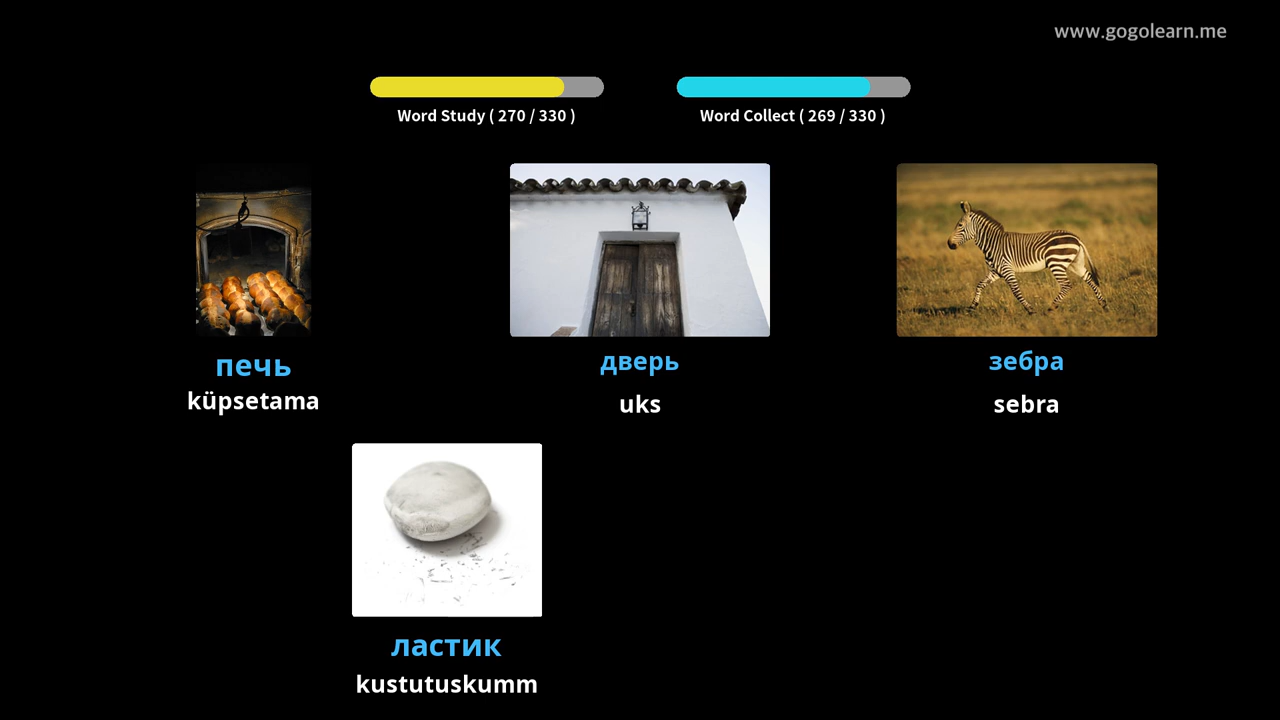 www.gogolearn.me
Word Study ( 270 / 330 )
Word Collect ( 269 / 330 )
печь
küpsetama
дверь
uks
зебра
sebra
ластик
kustutuskumm